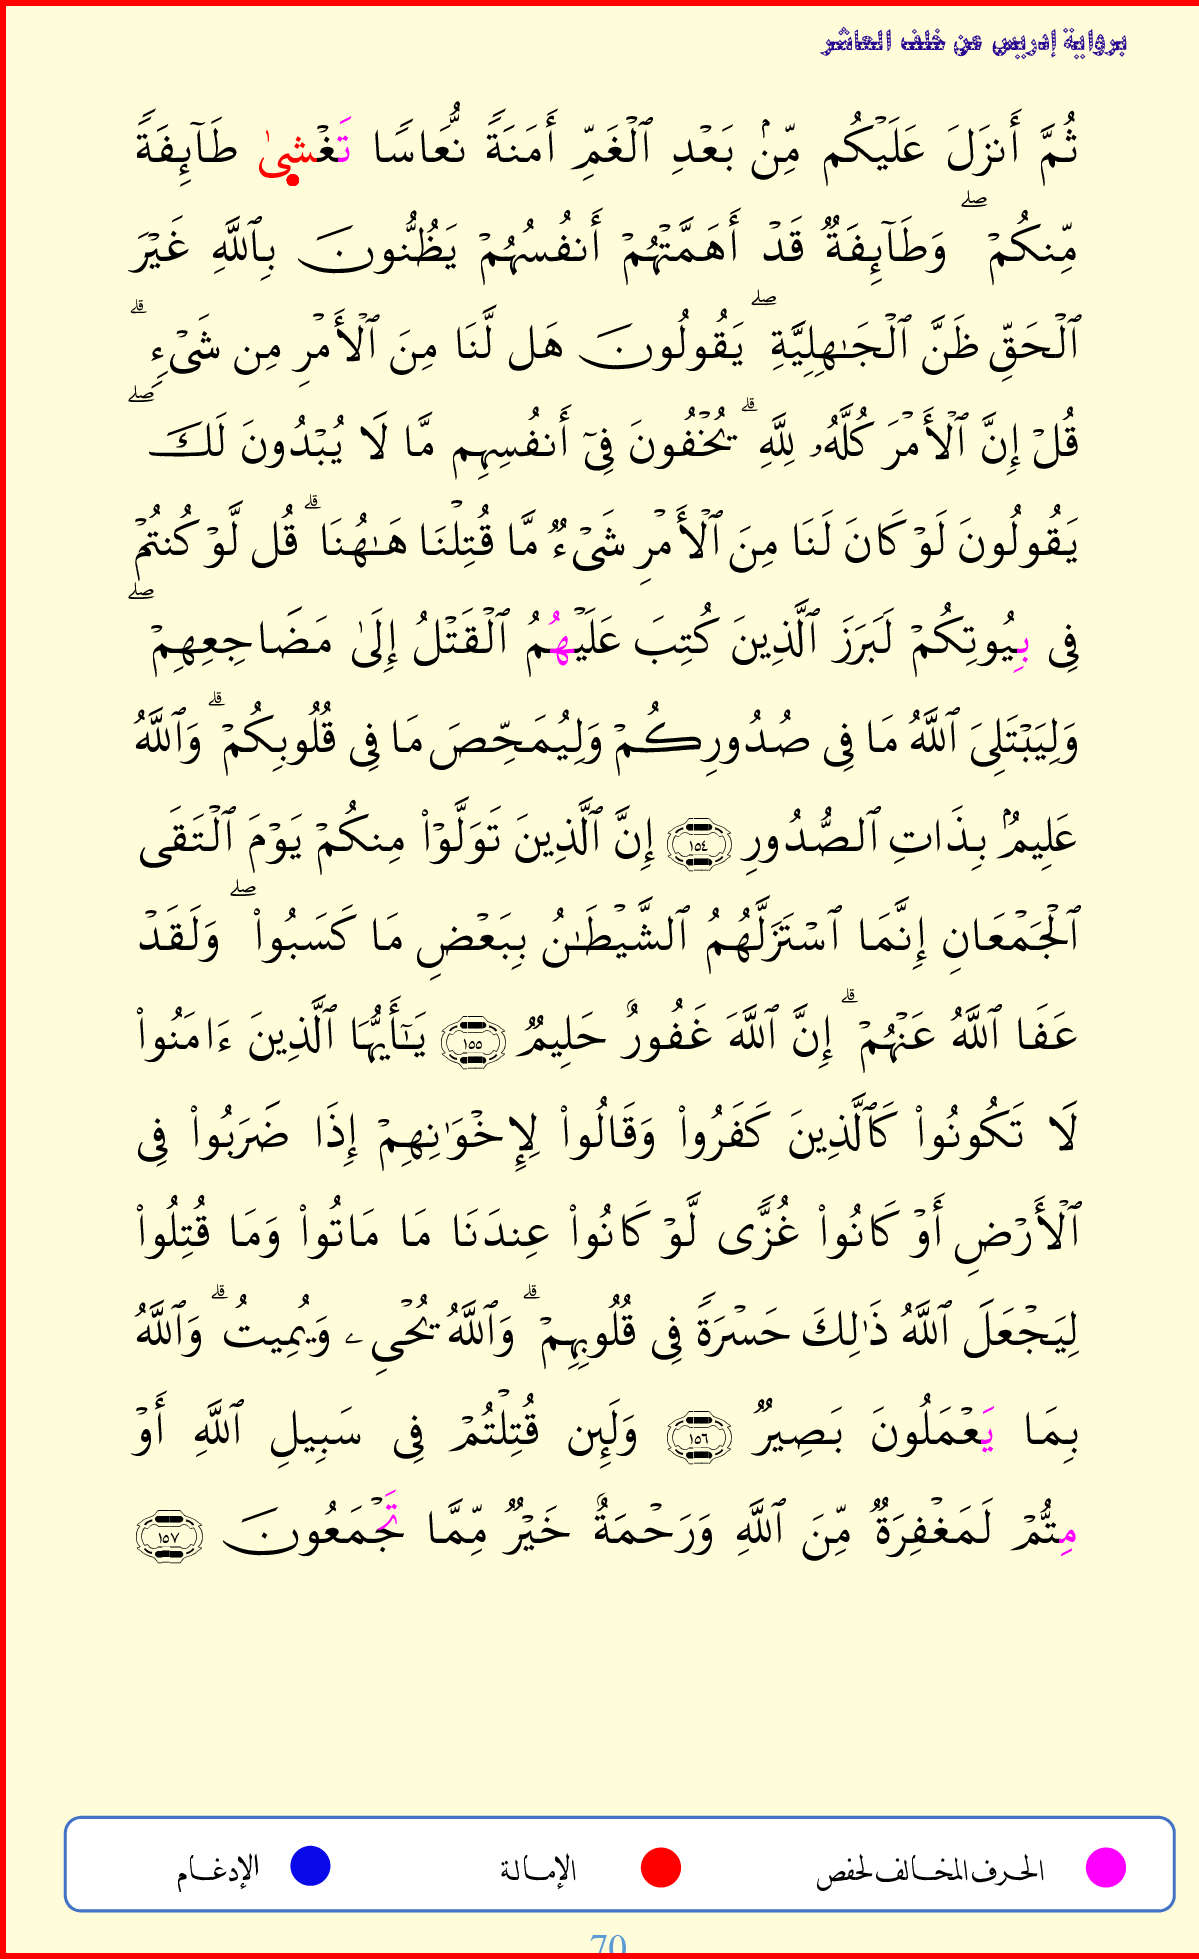 برواية إدريس عن خلف العاشر
ثُمَّ أَنزَلَ عَلَيۡكُم مِّنۢ بَعۡدِ ٱلۡغَمِّ أَمَنَةٗ نُّعَاسٗا تَغۡشىٰ طَآئِفَةٗ
مِّنكُمۡۖ وَطَآئِفَةٞ قَدۡ أَهَمَّتۡهُمۡ أَنفُسُهُمۡ يَظُنُّونَ بِٱللَّهِ غَيۡرَ
ٱلۡحَقِّ ظَنَّ ٱلۡجَٰهِلِيَّةِۖ يَقُولُونَ هَل لَّنَا مِنَ ٱلۡأَمۡرِ مِن شَيۡءٖۗ
قُلۡ إِنَّ ٱلۡأَمۡرَ كُلَّهُۥ لِلَّهِۗ يُخۡفُونَ فِيٓ أَنفُسِهِم مَّا لَا يُبۡدُونَ لَكَۖ
يَقُولُونَ لَوۡ كَانَ لَنَا مِنَ ٱلۡأَمۡرِ شَيۡءٞ مَّا قُتِلۡنَا هَٰهُنَاۗ قُل لَّوۡ كُنتُمۡ
فِي بِيُوتِكُمۡ لَبَرَزَ ٱلَّذِينَ كُتِبَ عَلَيۡهُمُ ٱلۡقَتۡلُ إِلَىٰ مَضَاجِعِهِمۡۖ
وَلِيَبۡتَلِيَ ٱللَّهُ مَا فِي صُدُورِكُمۡ وَلِيُمَحِّصَ مَا فِي قُلُوبِكُمۡۗ وَٱللَّهُ
عَلِيمُۢ بِذَاتِ ٱلصُّدُورِ ١٥٤ إِنَّ ٱلَّذِينَ تَوَلَّوۡاْ مِنكُمۡ يَوۡمَ ٱلۡتَقَى
ٱلۡجَمۡعَانِ إِنَّمَا ٱسۡتَزَلَّهُمُ ٱلشَّيۡطَٰنُ بِبَعۡضِ مَا كَسَبُواْۖ وَلَقَدۡ
عَفَا ٱللَّهُ عَنۡهُمۡۗ إِنَّ ٱللَّهَ غَفُورٌ حَلِيمٞ ١٥٥ يَٰٓأَيُّهَا ٱلَّذِينَ ءَامَنُواْ
لَا تَكُونُواْ كَٱلَّذِينَ كَفَرُواْ وَقَالُواْ لِإِخۡوَٰنِهِمۡ إِذَا ضَرَبُواْ فِي
ٱلۡأَرۡضِ أَوۡ كَانُواْ غُزّٗى لَّوۡ كَانُواْ عِندَنَا مَا مَاتُواْ وَمَا قُتِلُواْ
لِيَجۡعَلَ ٱللَّهُ ذَٰلِكَ حَسۡرَةٗ فِي قُلُوبِهِمۡۗ وَٱللَّهُ يُحۡيِۦ وَيُمِيتُۗ وَٱللَّهُ
بِمَا يَعۡمَلُونَ بَصِيرٞ ١٥٦ وَلَئِن قُتِلۡتُمۡ فِي سَبِيلِ ٱللَّهِ أَوۡ
مِتُّمۡ لَمَغۡفِرَةٞ مِّنَ ٱللَّهِ وَرَحۡمَةٌ خَيۡرٞ مِّمَّا تَجۡمَعُونَ ١٥٧
الحرف المخالف لحفص الإمالة الإدغام
70